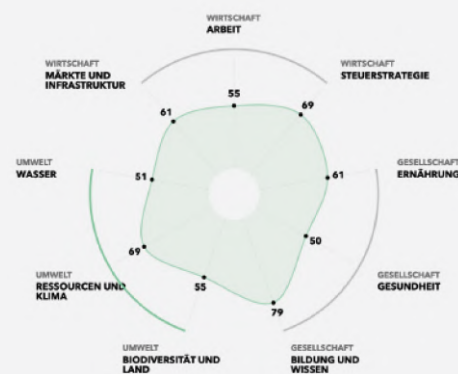 WIRTSCHAFT
ARBEIT
WIRTSCHAFT
MÄRKTE UND
INFRASTRUKTUR
WIRTSCHAFT
STEUERSTRATEGIE
55
61
69
UMWELT
WASSER
51
61
GESELLSCHAFT
ERNÄHRUNG
69
50
UMWELT
RESSOURCEN UND
KLIMA
55
79
GESELLSCHAFT
GESUNDHEIT
UMWELT
BIODIVERSITÄT UND
LAND
GESELLSCHAFT
BILDUNG UND
WISSEN